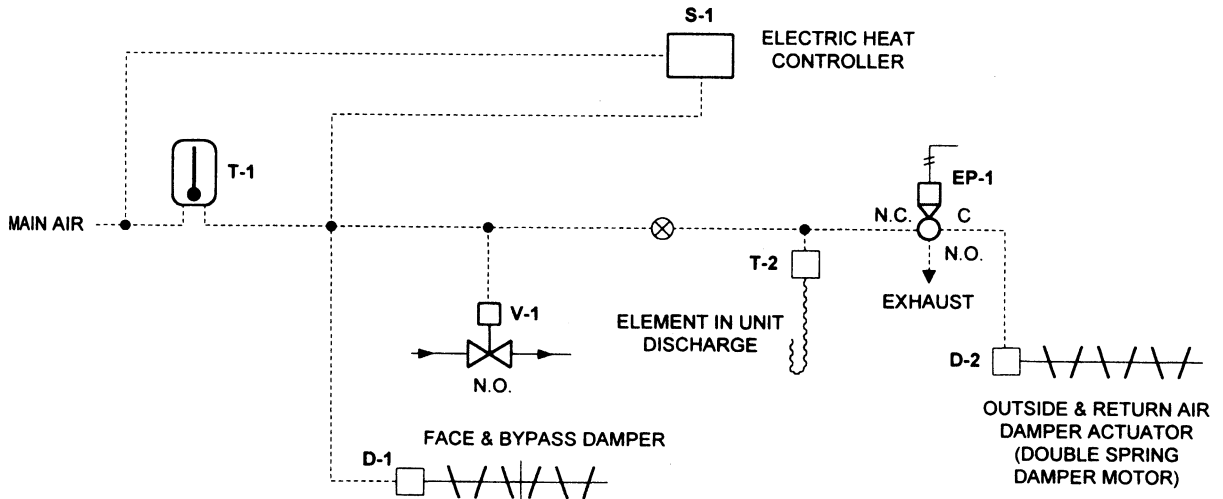 S-1
ELECTRIC HEAT
CONTROLLER
T-1
EP-1
MAIN AIR
N.C.
C
N.O.
T-2
EXHAUST
V-1
ELEMENT IN UNIT
DISCHARGE
N.O.
D-2
OUTSIDE & RETURN AIR
DAMPER ACTUATOR
(DOUBLE SPRING
DAMPER MOTOR)
FACE & BYPASS DAMPER
D-1